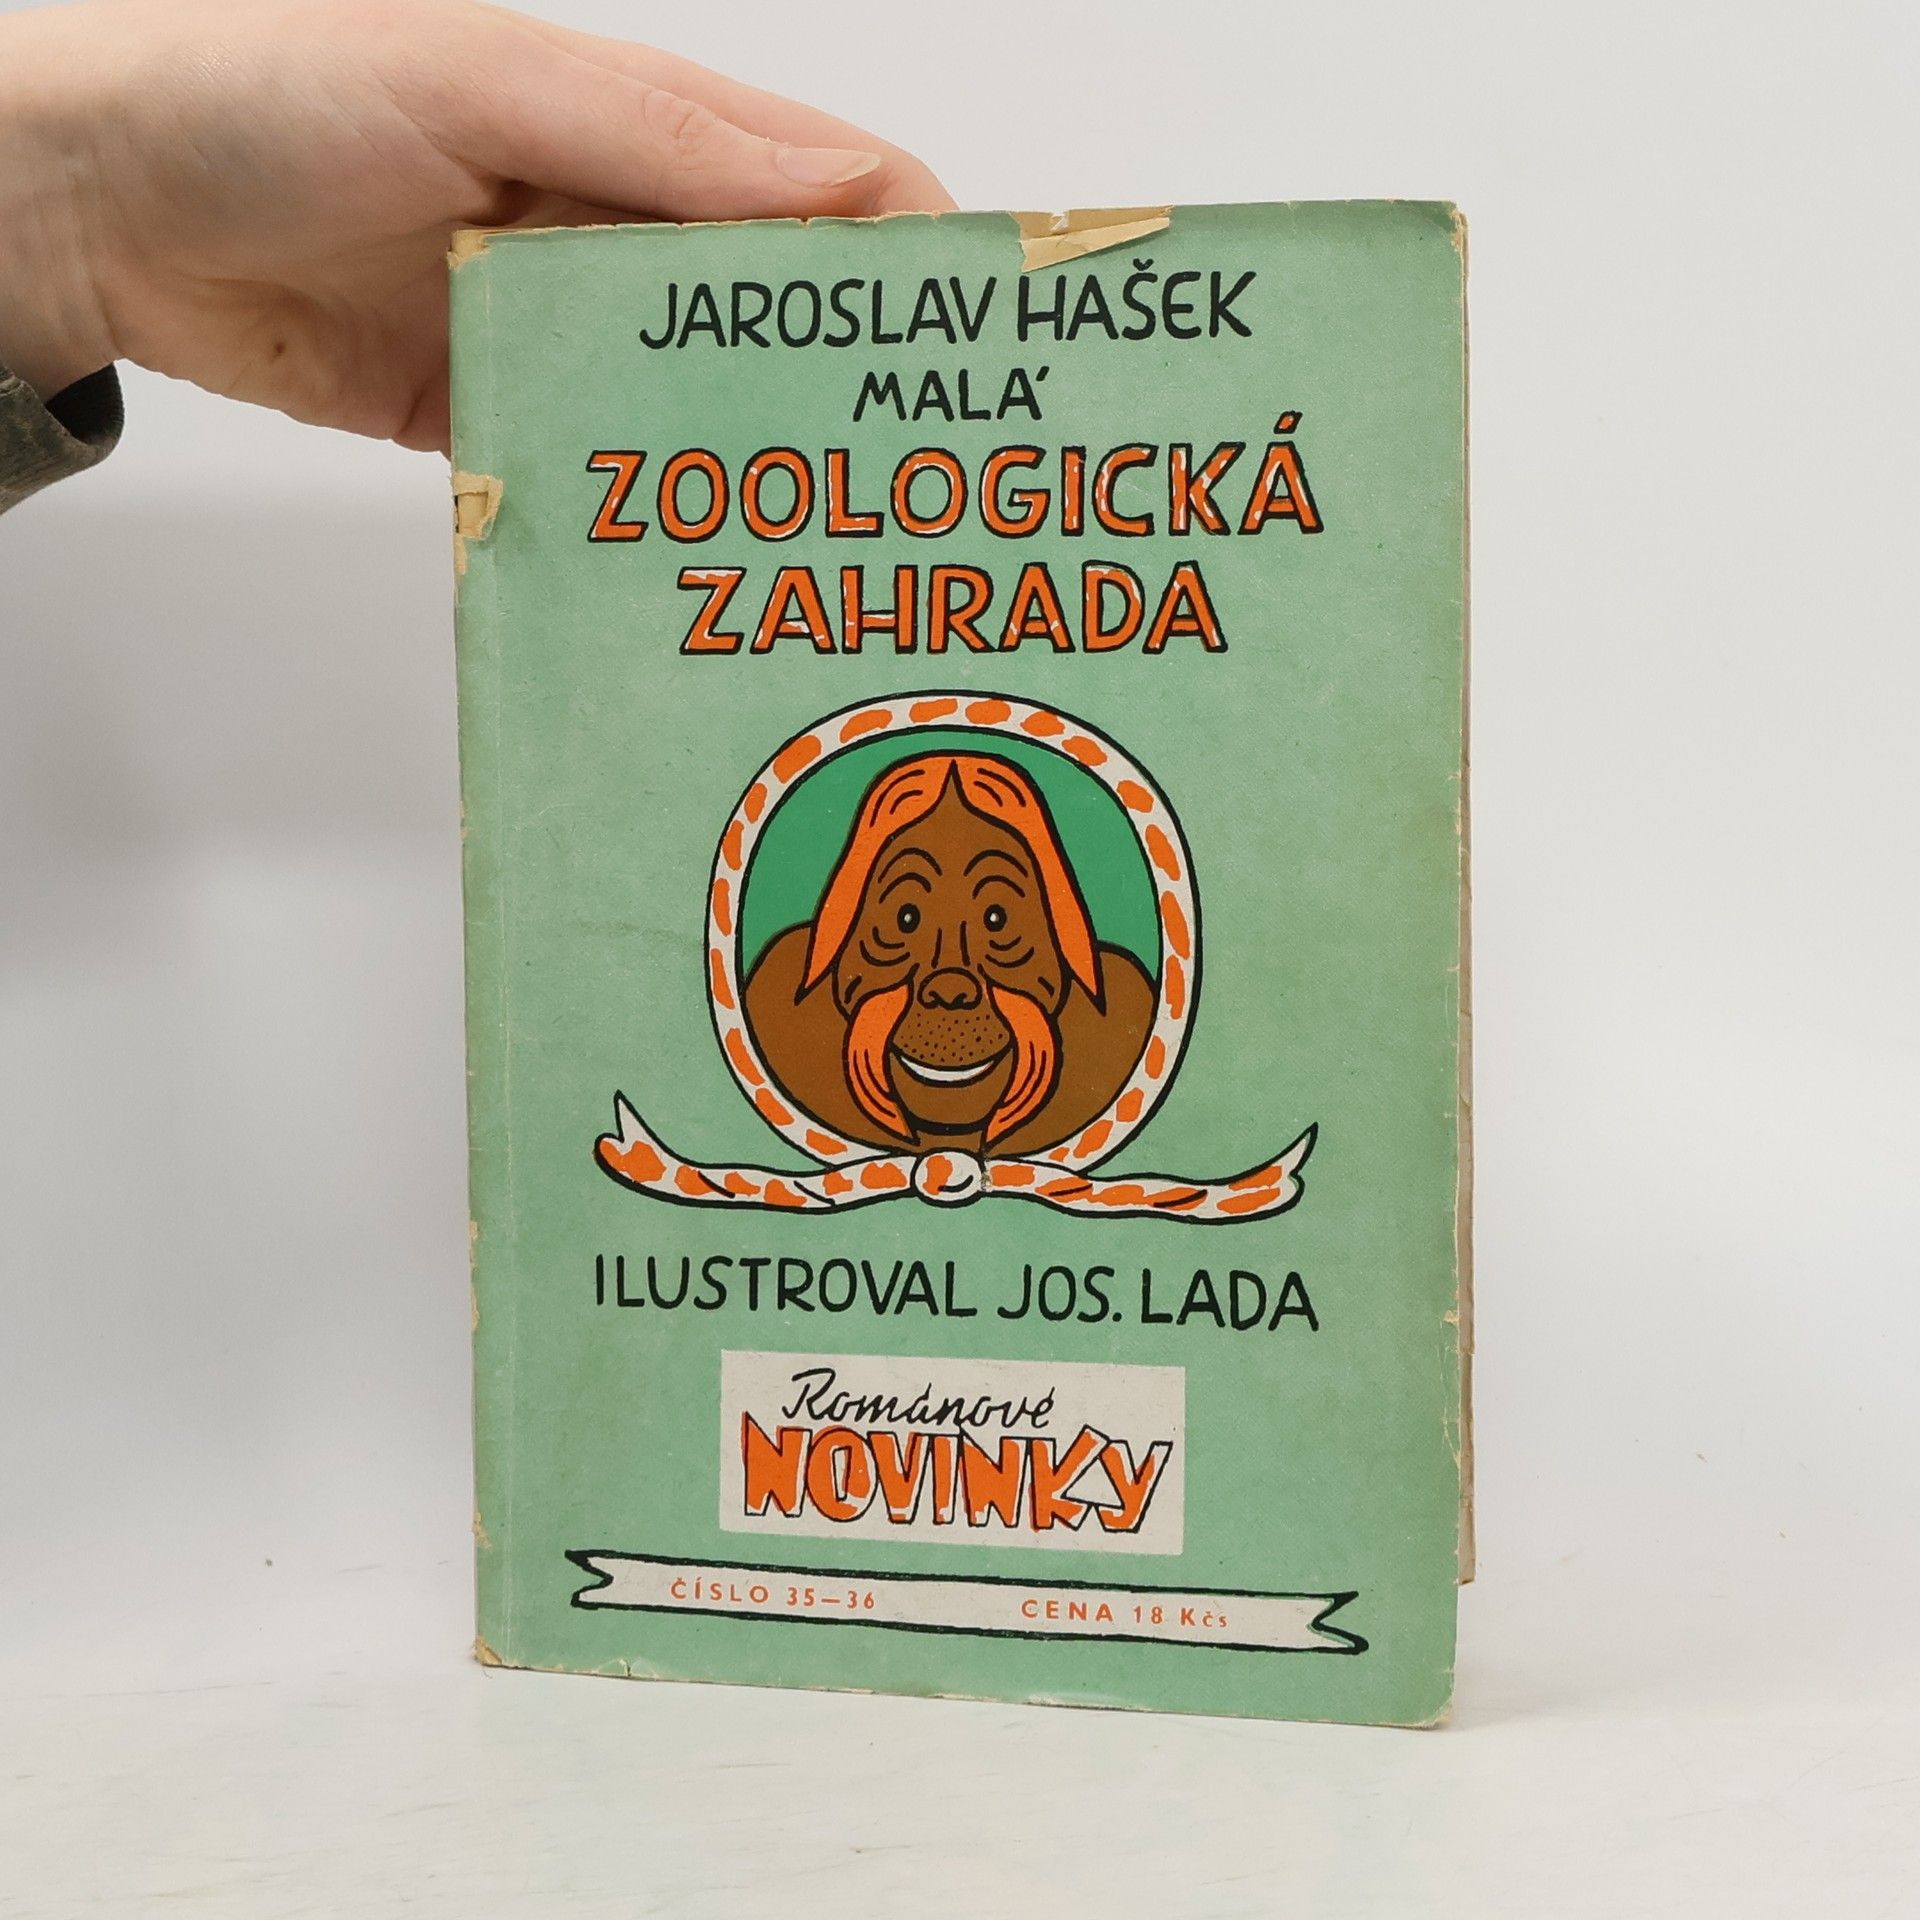 JAROSLAV HAŠEK
MALÁ
ZOOLOGICKÁ
ZAHRADA
ILUSTROVAL JOS. LADA
Románové
NOVINKY
ČÍSLO 35—36 CENA 18 Kčs